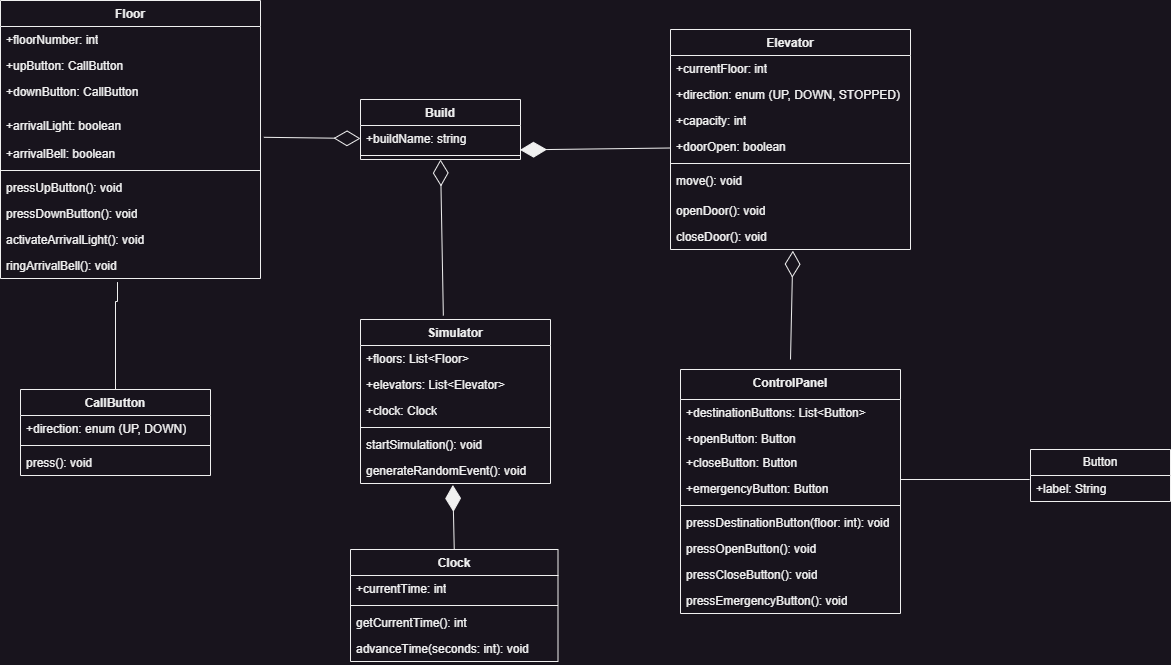 Floor
+floorNumber: int
+upButton: CallButton
+downButton: CallButton
+arrivalLight: boolean
+arrivalBell: boolean
pressUpButton(): void
pressDownButton(): void
activateArrivalLight(): void
ringArrivalBell(): void
Build
+buildName: string
Elevator
+currentFloor: int
+direction: enum (UP, DOWN, STOPPED)
+capacity: int
+doorOpen: boolean
move(): void
openDoor(): void
closeDoor(): void
CallButton
+direction: enum (UP, DOWN)
press(): void
Simulator
+floors: List<Floor>
+elevators: List<Elevator>
+clock: Clock
startSimulation(): void
generateRandomEvent(): void
ControlPanel
+destinationButtons: List<Button>
+openButton: Button
+closeButton: Button
+emergencyButton: Button
pressDestinationButton(floor: int): void
pressOpenButton(): void
pressCloseButton(): void
pressEmergencyButton(): void
Button
+label: String
Clock
+currentTime: int
getCurrentTime(): int
advanceTime(seconds: int): void